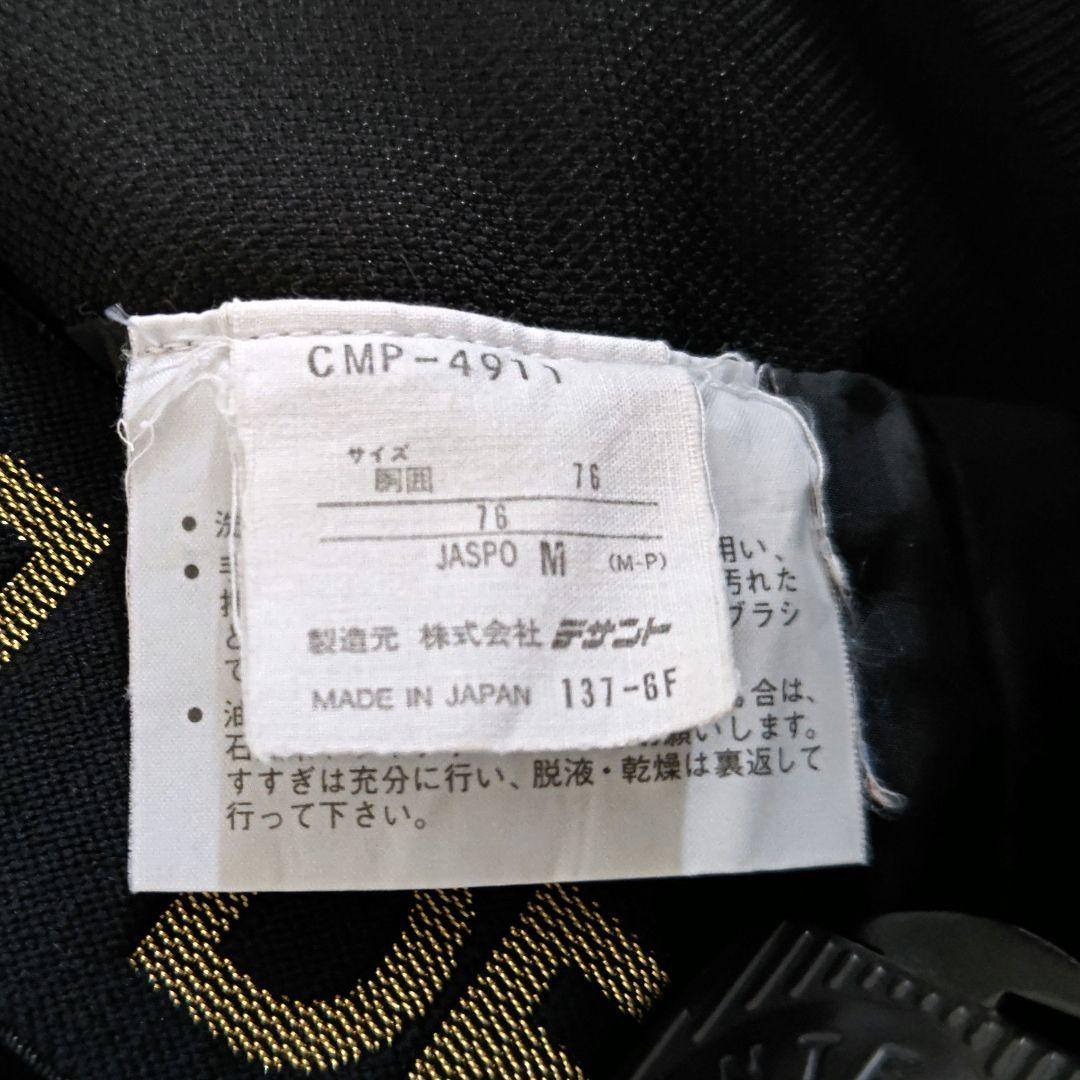 CMP-4911
サイズ
胴囲 76
76
JASPO M (M-P)
製造元 株式会社 デサント
MADE IN JAPAN 137-6F
用い、
汚れた
ブラシ
合は、
します。
すすぎは充分に行い、脱液・乾燥は裏返して
行って下さい。